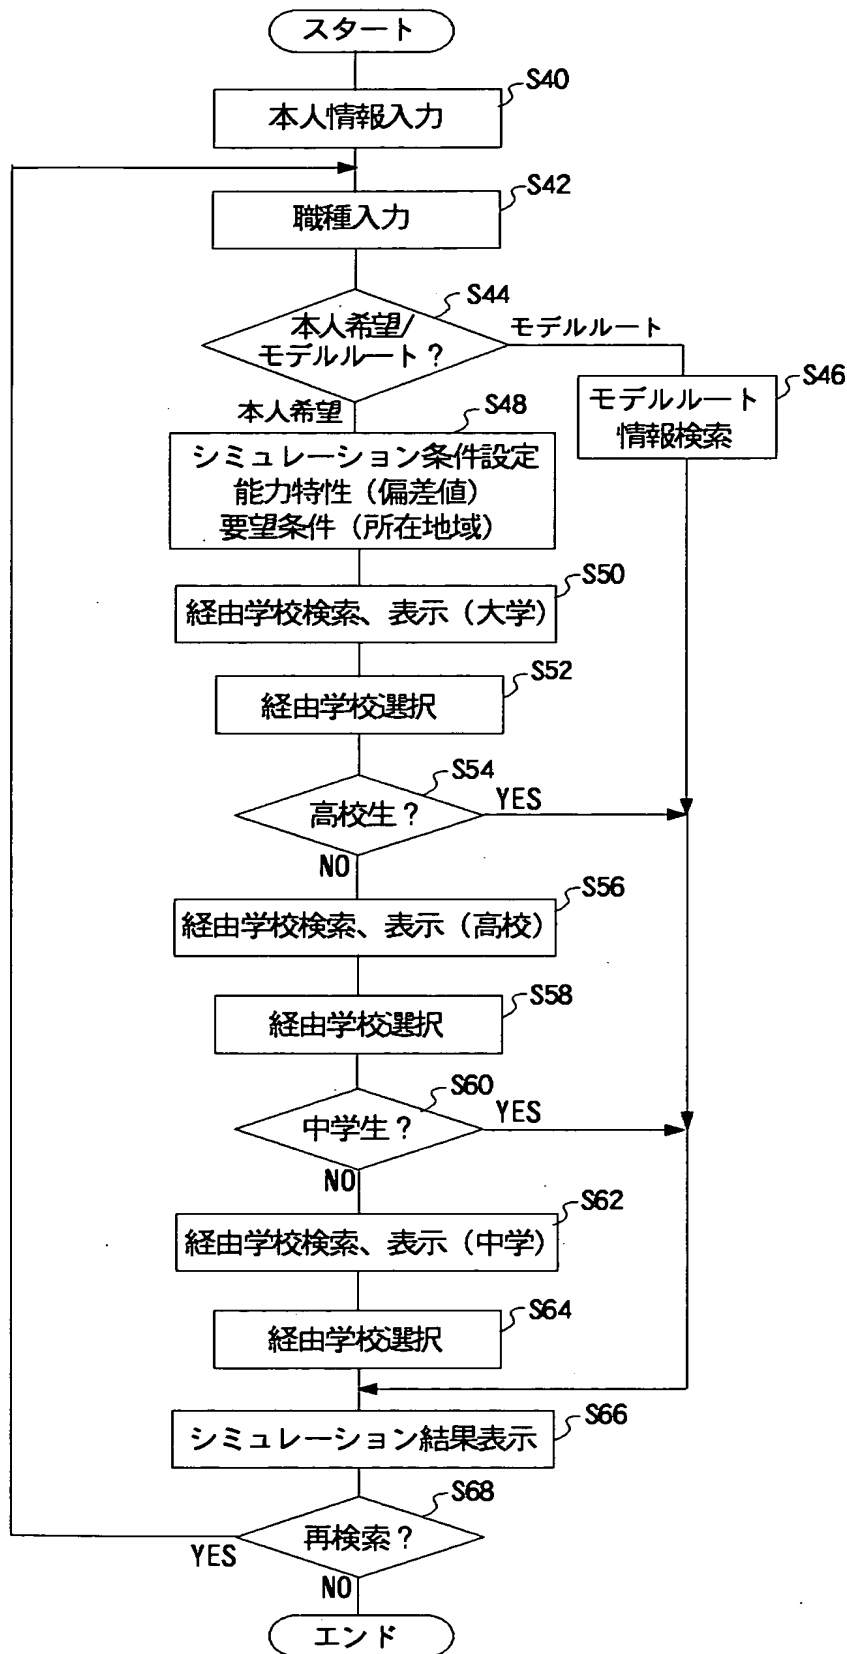 スタート
S40
本人情報入力
S42
職種入力
S44
本人希望/
モデルルート?
モデルルート
S46
モデルルート
情報検索
本人希望
S48
シミュレーション条件設定
能力特性(偏差値)
要望条件(所在地域)
S50
経由学校検索、表示(大学)
S52
経由学校選択
S54
高校生?
YES
NO
S56
経由学校検索、表示(高校)
S58
経由学校選択
S60
中学生?
YES
NO
S62
経由学校検索、表示(中学)
S64
経由学校選択
S66
シミュレーション結果表示
S68
再検索?
YES
NO
エンド